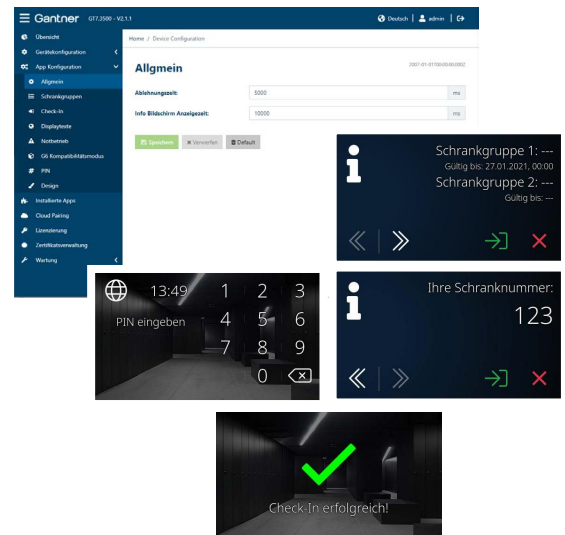 Gantner GT7.3500 - V2.1.1
Deutsch | admin |
Übersicht
Gerätekonfiguration
App Konfiguration
Allgmein
Schrankgruppen
Check-In
Displaytexte
Notbetrieb
G6 Kompatibilitätsmodus
PIN
Design
Installierte Apps
Cloud Pairing
Lizenzierung
Zertifikatsverwaltung
Wartung
Home / Device Configuration
Allgmein
Ablehnungszeit: 5000 ms
Info Bildschirm Anzeigezeit: 10000 ms
Speichern Verwerfen Default
Schrankgruppe 1: ---
Gültig bis: 27.01.2021, 00:00
Schrankgruppe 2: ---
Gültig bis: ---
13:49
PIN eingeben
1 2 3
4 5 6
7 8 9
0
Ihre Schranknummer:
123
Check-In erfolgreich!